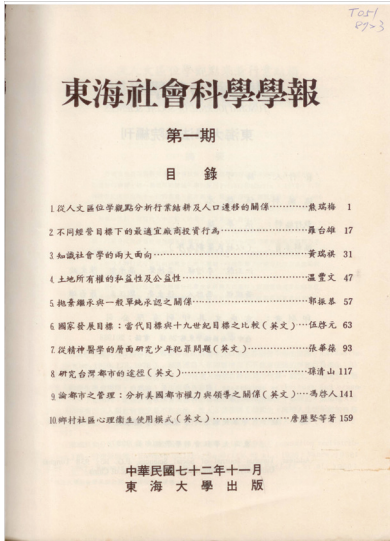 T051
東海社會科學學報
第一期
目錄
1.從人文區位學觀點分析行業結耕及人口遷移的關係⋯⋯⋯熊瑞梅 1
2.不同經營目標下的最適宜廠商投資行為⋯⋯⋯羅台雄 17
3.知識社會學的兩大面向⋯⋯⋯黃瑞祺 31
4.土地所有權的私益性及公益性⋯⋯⋯溫豐文 47
5.拋棄繼承與一般單純承認之關係⋯⋯⋯郭振恭 57
6.國家發展目標：當代目標與十九世紀目標之比較(英文)⋯伍啓元 63
7.從精神醫學的層面研究少年犯罪問題(英文)⋯⋯⋯張華葆 93
8.研究台灣都市的途徑(英文)⋯⋯⋯孫清山 117
9.論都市之管理：分析美國都市權力與領導之關係(英文)⋯馮啓人 141
10.鄉村社區心理衛生使用模式(英文)⋯⋯⋯詹歷堅等著 159
中華民國七十二年十一月
東海大學出版